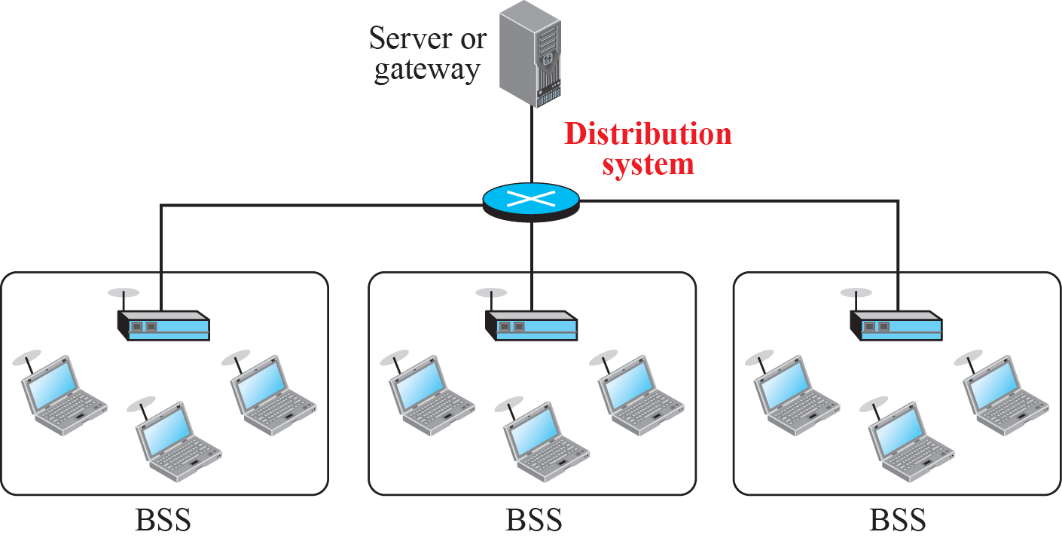 Server or
gateway
Distribution
system
BSS
BSS
BSS